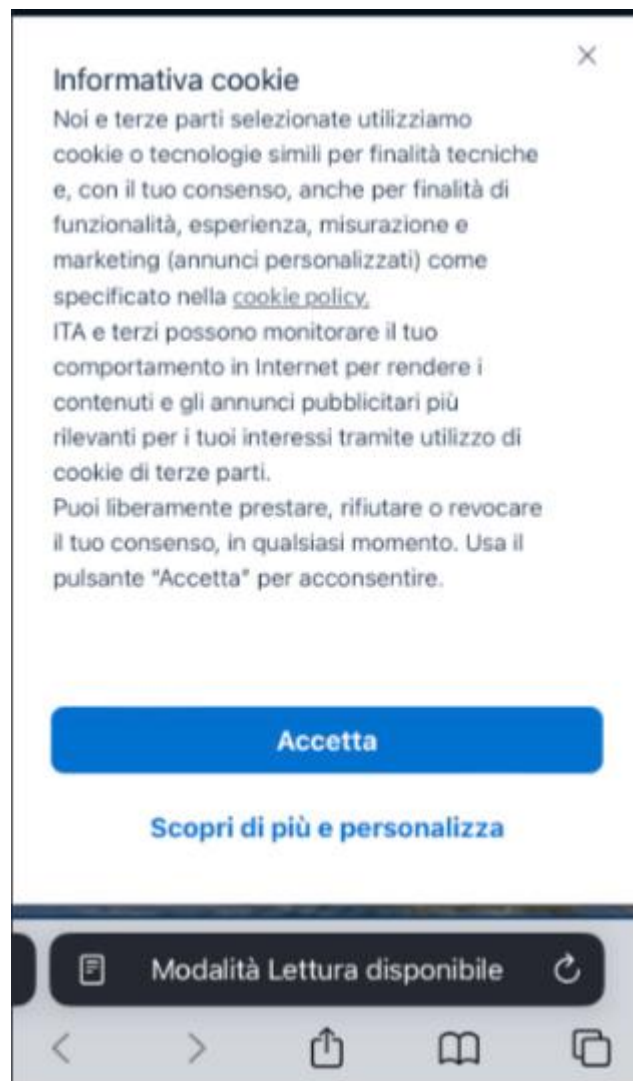 Informativa cookie
Noi e terze parti selezionate utilizziamo
cookie o tecnologie simili per finalità tecniche
e, con il tuo consenso, anche per finalità di
funzionalità, esperienza, misurazione e
marketing (annunci personalizzati) come
specificato nella cookie policy.
ITA e terzi possono monitorare il tuo
comportamento in Internet per rendere i
contenuti e gli annunci pubblicitari più
rilevanti per i tuoi interessi tramite utilizzo di
cookie di terze parti.
Puoi liberamente prestare, rifiutare o revocare
il tuo consenso, in qualsiasi momento. Usa il
pulsante “Accetta” per acconsentire.
Accetta
Scopri di più e personalizza
Modalità Lettura disponibile